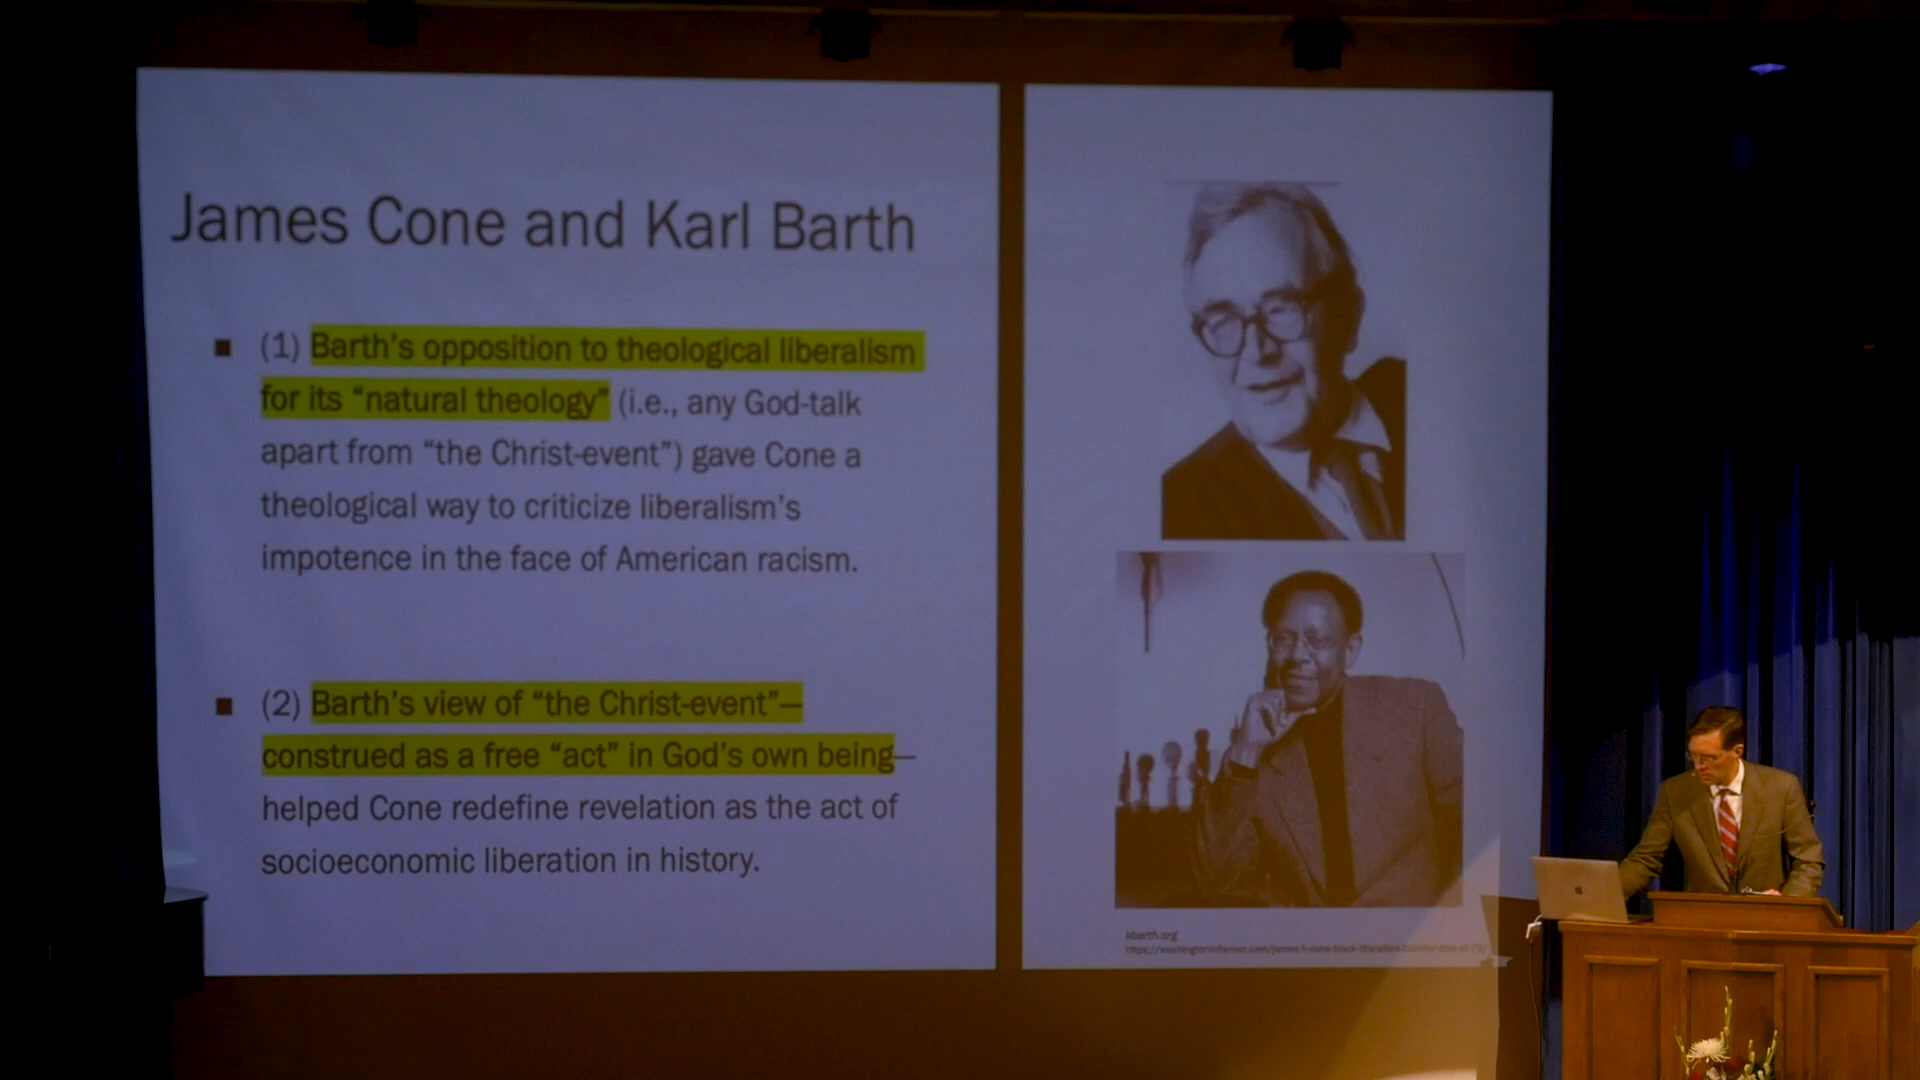 James Cone and Karl Barth
■ (1) Barth's opposition to theological liberalism
for its “natural theology” (i.e., any God-talk
apart from “the Christ-event”) gave Cone a
theological way to criticize liberalism's
impotence in the face of American racism.
■ (2) Barth's view of “the Christ-event”—
construed as a free “act” in God's own being—
helped Cone redefine revelation as the act of
socioeconomic liberation in history.
kbarth.org